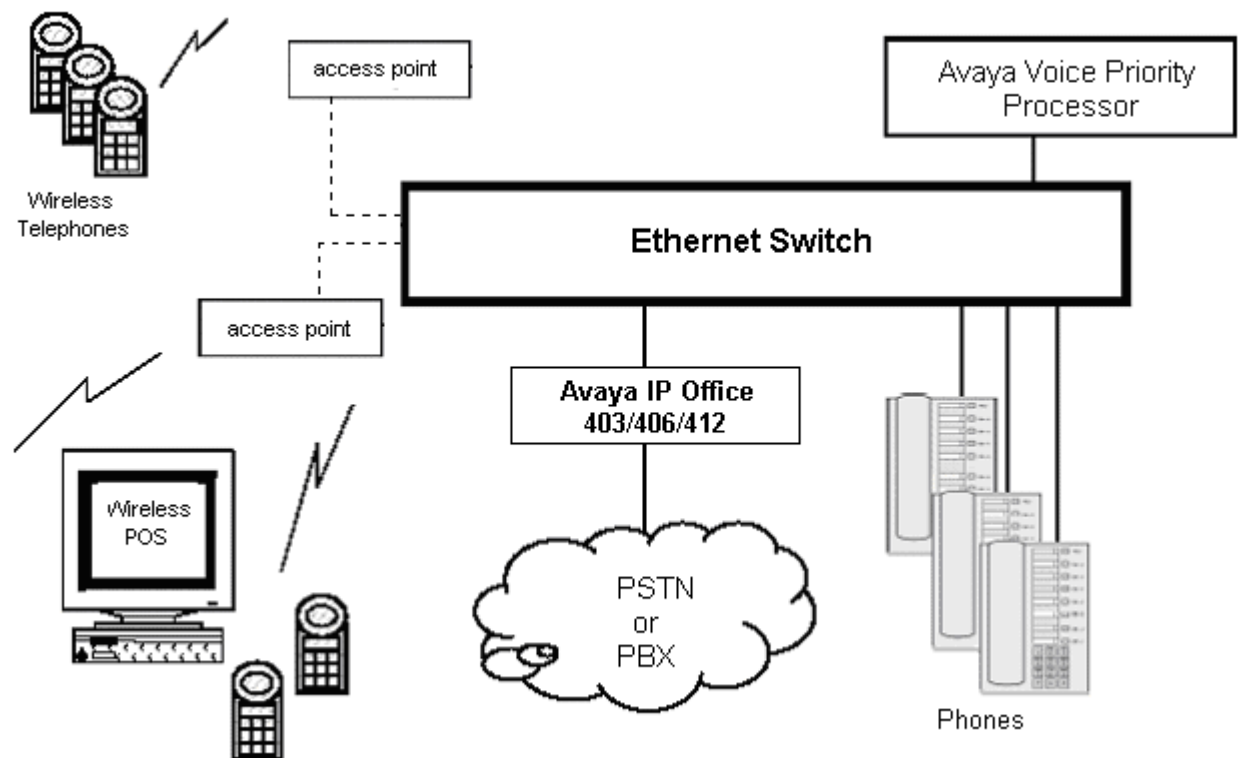 access point
Avaya Voice Priority
Processor
Wireless
Telephones
Ethernet Switch
access point
Avaya IP Office
403/406/412
Wireless
POS
PSTN
or
PBX
Phones